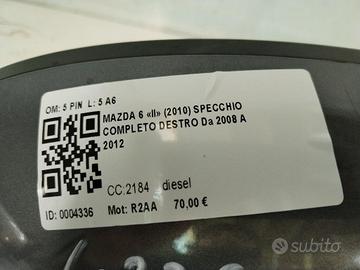 OM: 5 PIN L: 5 A6
MAZDA 6 «II» (2010) SPECCHIO
COMPLETO DESTRO Da 2008 A
2012
CC:2184 diesel
ID: 0004336 Mot: R2AA 70,00 €
subito